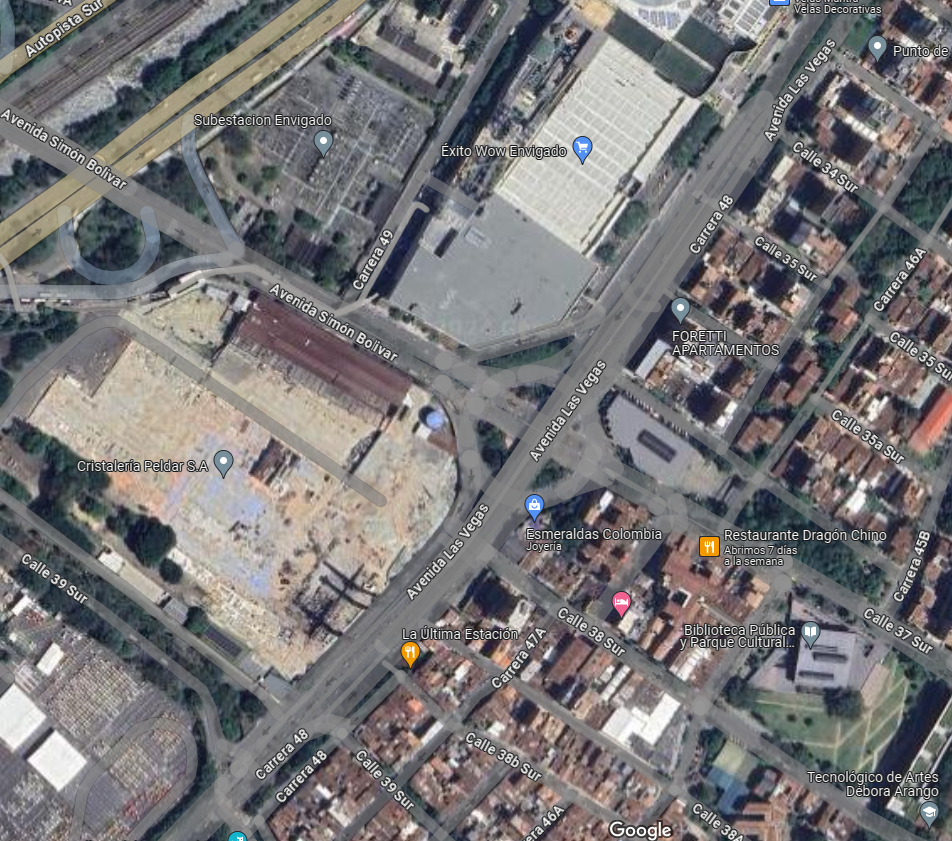 Velas Decorativas
Autopista Sur
Punto de
Avenida Las Vegas
Avenida Simón Bolivar
Subestacion Envigado
Éxito Wow Envigado
Calle 34 Sur
Carrera 48
Calle 35 Sur
Carrera 46A
Carrera 49
Avenida Simón Bolivar
FORETTI
APARTAMENTOS
Calle 35 Sur
Avenida Las Vegas
Calle 35a Sur
Cristalería Peldar S.A
Avenida Las Vegas
Esmeraldas Colombia
Joyería
Restaurante Dragón Chino
Abrimos 7 días
a la semana
Carrera 45B
Calle 39 Sur
La Última Estación
Calle 38 Sur
Carrera 47A
Biblioteca Pública
y Parque Cultural...
Calle 37 Sur
Carrera 48
Carrera 48
Calle 39 Sur
Calle 38b Sur
Tecnológico de Artes
Débora Arango
46A
Google
Calle 38A